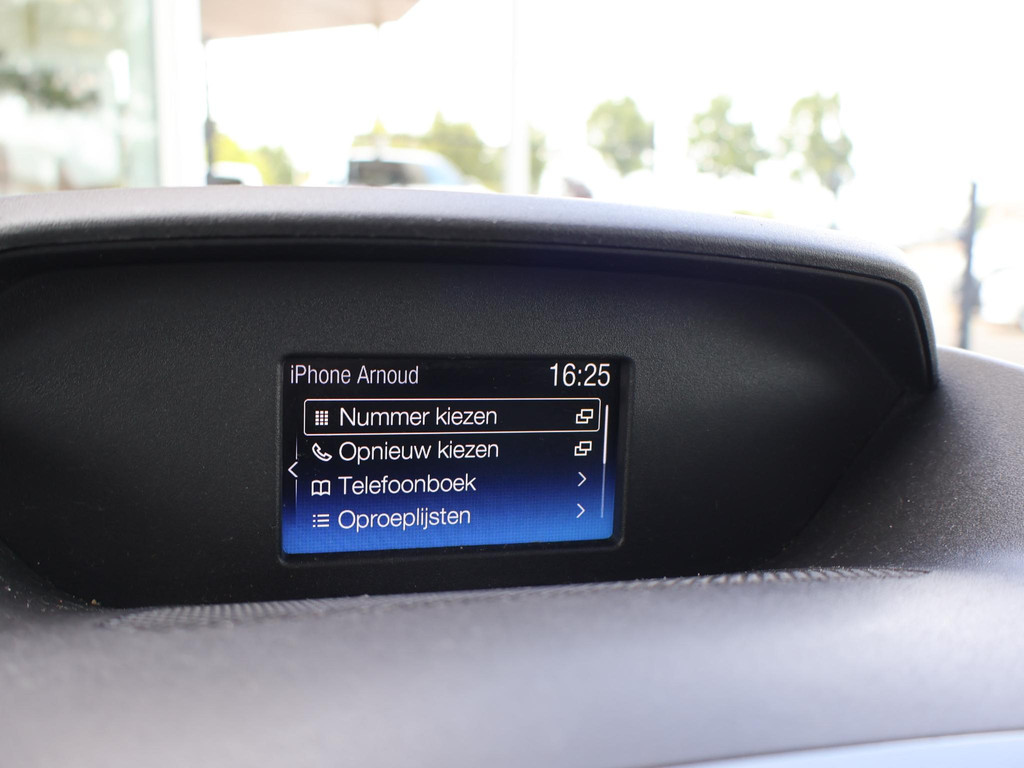 iPhone Arnoud 16:25
Nummer kiezen
Opnieuw kiezen
Telefoonboek
Oproeplijsten